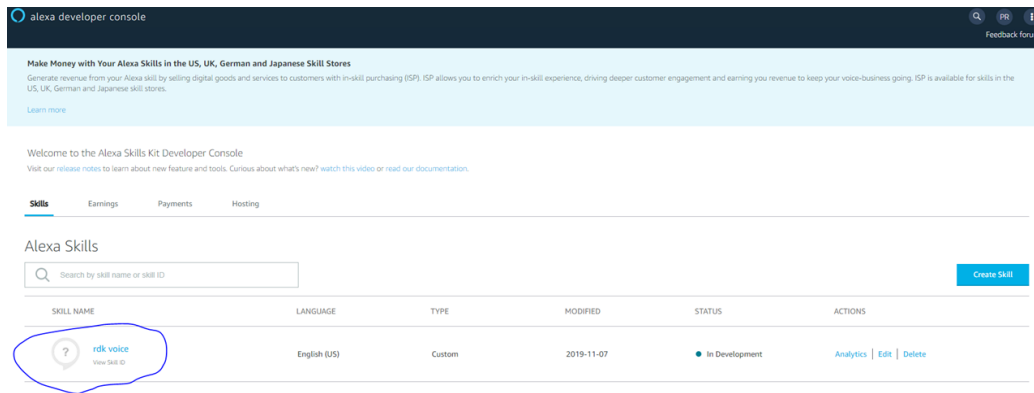 alexa developer console
PR
Feedback foru
Make Money with Your Alexa Skills in the US, UK, German and Japanese Skill Stores
Generate revenue from your Alexa skill by selling digital goods and services to customers with in-skill purchasing (ISP). ISP allows you to enrich your in-skill experience, driving deeper customer engagement and earning you revenue to keep your voice-business going. ISP is available for skills in the
US, UK, German and Japanese skill stores.
Learn more
Welcome to the Alexa Skills Kit Developer Console
Visit our release notes to learn about new feature and tools. Curious about what's new? watch this video or read our documentation.
Skills Earnings Payments Hosting
Alexa Skills
Search by skill name or skill ID
Create Skill
SKILL NAME LANGUAGE TYPE MODIFIED STATUS ACTIONS
? rdk voice
View Skill ID
English (US) Custom 2019-11-07 In Development Analytics | Edit | Delete